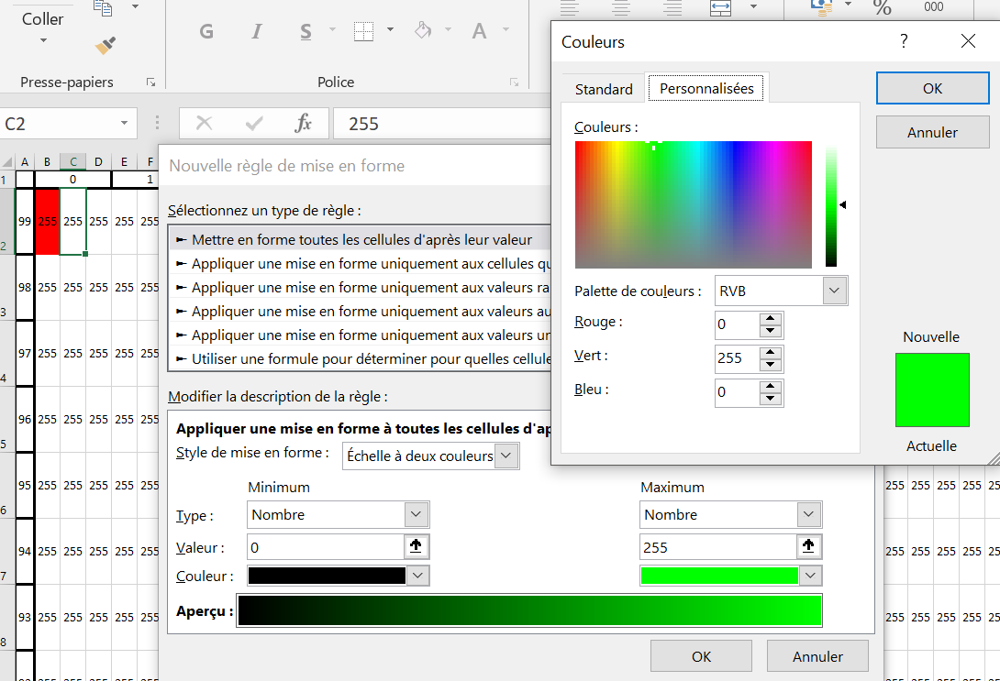 Coller
G I S A
% 000
Presse-papiers
Police
C2
fx
255
A B C D E F
1 0 1
2 99 255 255 255 255 255
3 98 255 255 255 255 255
4 97 255 255 255 255 255
5 96 255 255 255 255 255
6 95 255 255 255 255 255
7 94 255 255 255 255 255
8 93 255 255 255 255 255
Nouvelle règle de mise en forme
Sélectionnez un type de règle :
► Mettre en forme toutes les cellules d'après leur valeur
► Appliquer une mise en forme uniquement aux cellules qu
► Appliquer une mise en forme uniquement aux valeurs ra
► Appliquer une mise en forme uniquement aux valeurs au
► Appliquer une mise en forme uniquement aux valeurs un
► Utiliser une formule pour déterminer pour quelles cellule
Modifier la description de la règle :
Appliquer une mise en forme à toutes les cellules d'ap
Style de mise en forme : Échelle à deux couleurs
Minimum Maximum
Type : Nombre Nombre
Valeur : 0 255
Couleur :
Aperçu :
OK Annuler
Couleurs ?
Standard Personnalisées
OK
Annuler
Couleurs :
Palette de couleurs : RVB
Rouge : 0
Vert : 255
Bleu : 0
Nouvelle
Actuelle
255 255 255 255 25
255 255 255 255 25
255 255 255 255 25